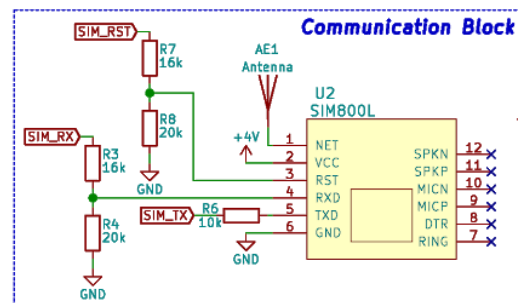 Communication Block
SIM_RST
R7
16k
AE1
Antenna
R8
20k
U2
SIM800L
+4V
SIM_RX
R3
16k
GND
1 NET
2 VCC
3 RST
4 RXD
5 TXD
6 GND
SPKN 12
SPKP 11
MICN 10
MICP 9
DTR 8
RING 7
SIM_TX
R6
10k
R4
20k
GND
GND